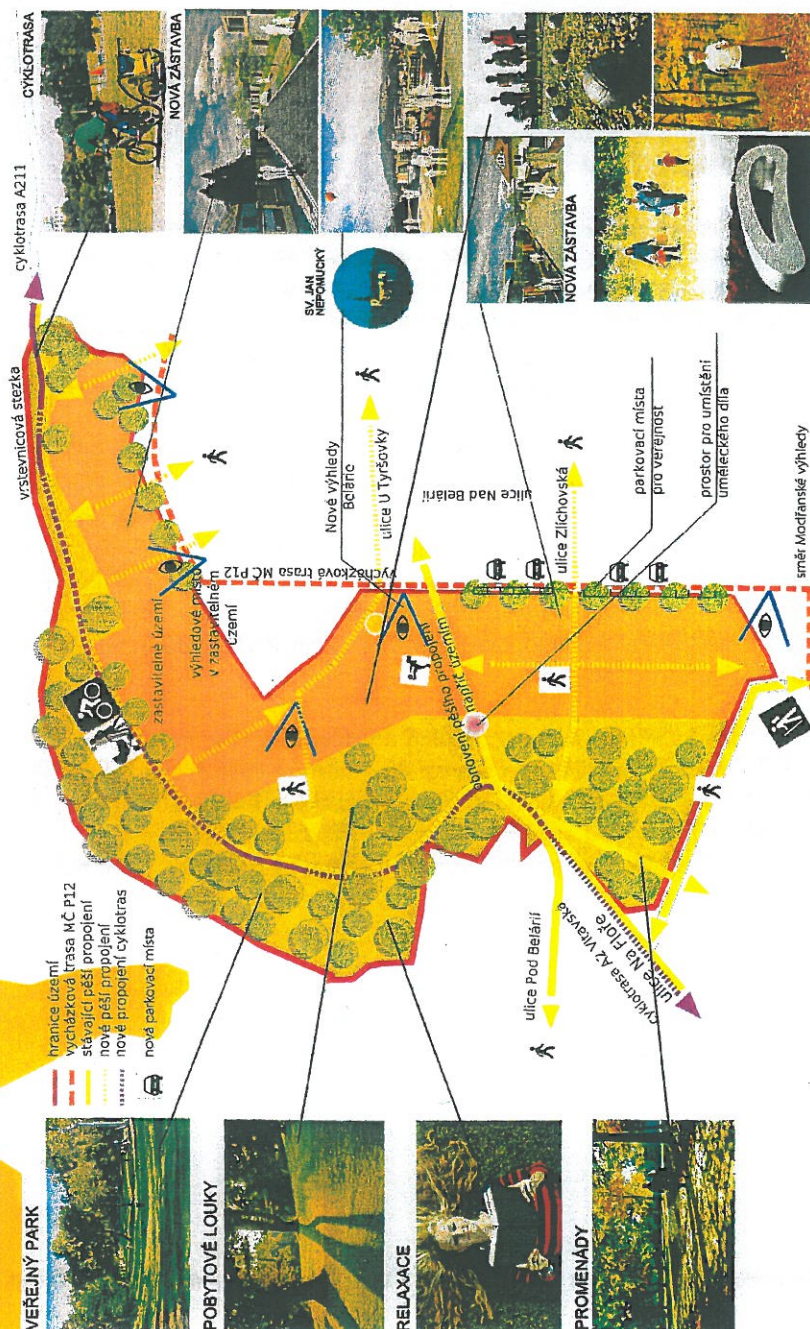 VEŘEJNÝ PARK
POBYTOVÉ LOUKY
RELAXACE
PROMENÁDY
hranice území
vycházková trasa MČ P12
stávající pěší propojení
nové pěší propojení
nové propojení cyklotras
nová parkovací místa
vrstevnicová stezka
cyklotrasa A211
CYKLOTRASA
NOVÁ ZÁSTAVBA
zastavitelné území
výhledové místo
v zastavitelném
území
vycházková trasa MČ P12
SV. JAN
NEPOMUCKÝ
Nové výhledy
Belárie
ulice U Tyršovky
ulice Nad Belárií
obnovení pěšího propojení
napříč územím
ulice Pod Belárií
ulice Zlíchovská
NOVÁ ZÁSTAVBA
parkovací místa
pro veřejnost
prostor pro umístění
uměleckého díla
cyklotrasa Až Vltavská
ulice Na Floře
směr Modřanské výhledy